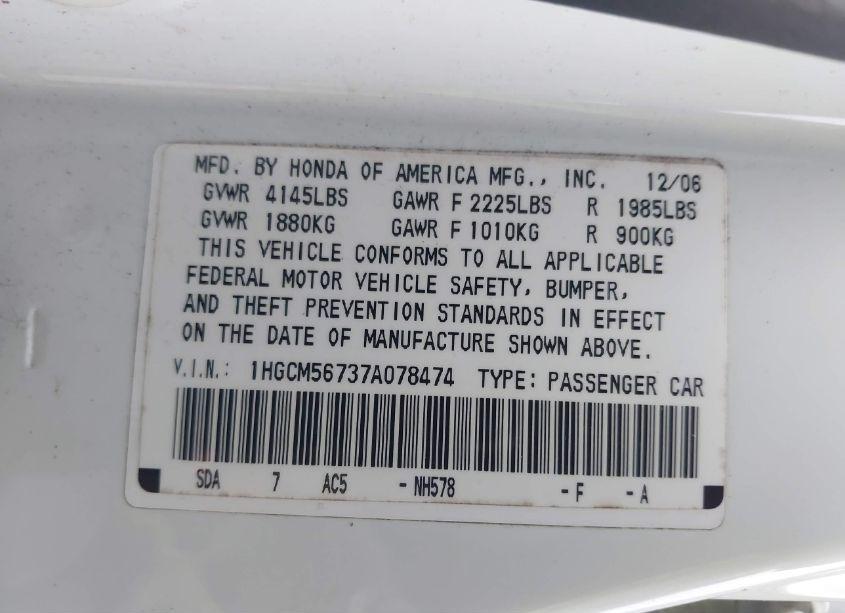 MFD. BY HONDA OF AMERICA MFG., INC. 12/06
GVWR 4145LBS GAWR F 2225LBS R 1985LBS
GVWR 1880KG GAWR F 1010KG R 900KG
THIS VEHICLE CONFORMS TO ALL APPLICABLE
FEDERAL MOTOR VEHICLE SAFETY, BUMPER,
AND THEFT PREVENTION STANDARDS IN EFFECT
ON THE DATE OF MANUFACTURE SHOWN ABOVE.
V.I.N.: 1HGCM56737A078474 TYPE: PASSENGER CAR
SDA 7 AC5 - NH578 - F - A